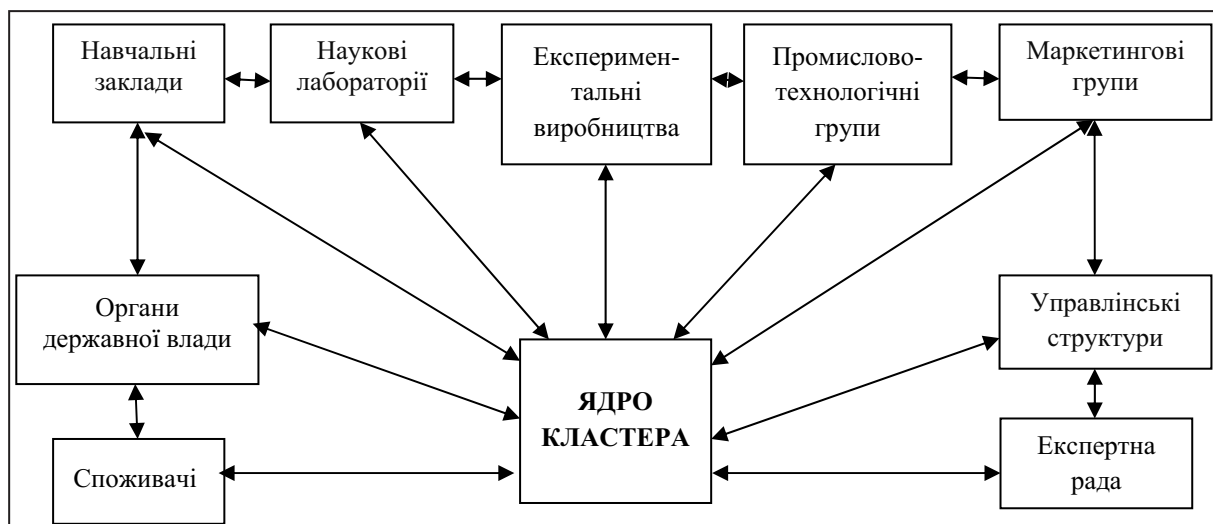 Навчальні
заклади
Наукові
лабораторії
Експеримен-
тальні
виробництва
Промислово-
технологічні
групи
Маркетингові
групи
Органи
державної влади
Управлінські
структури
ЯДРО
КЛАСТЕРА
Споживачі
Експертна
рада